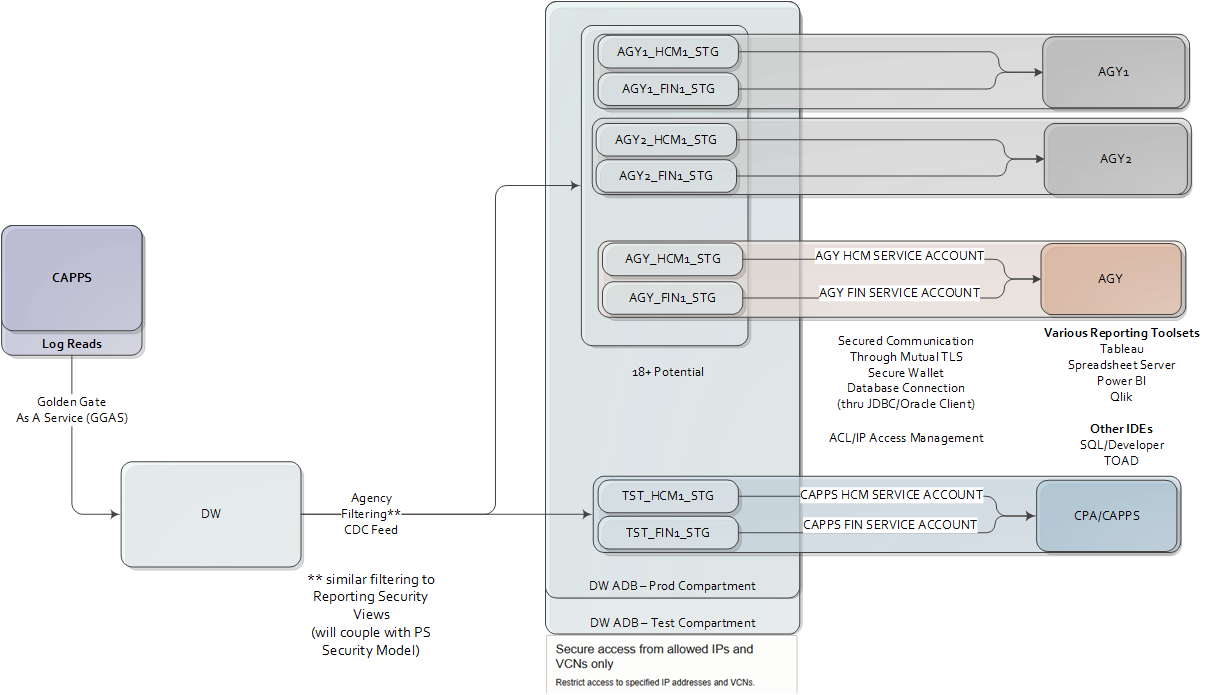 AGY1_HCM1_STG
AGY1_FIN1_STG
AGY1
AGY2_HCM1_STG
AGY2_FIN1_STG
AGY2
CAPPS
Log Reads
AGY_HCM1_STG
AGY_FIN1_STG
AGY HCM SERVICE ACCOUNT
AGY FIN SERVICE ACCOUNT
AGY
18+ Potential
Secured Communication
Through Mutual TLS
Secure Wallet
Database Connection
(thru JDBC/Oracle Client)
ACL/IP Access Management
Various Reporting Toolsets
Tableau
Spreadsheet Server
Power BI
Qlik
Other IDEs
SQL/Developer
TOAD
Golden Gate
As A Service (GGAS)
DW
Agency
Filtering**
CDC Feed
** similar filtering to
Reporting Security
Views
(will couple with PS
Security Model)
TST_HCM1_STG
TST_FIN1_STG
CAPPS HCM SERVICE ACCOUNT
CAPPS FIN SERVICE ACCOUNT
CPA/CAPPS
DW ADB – Prod Compartment
DW ADB – Test Compartment
Secure access from allowed IPs and
VCNs only
Restrict access to specified IP addresses and VCNs.